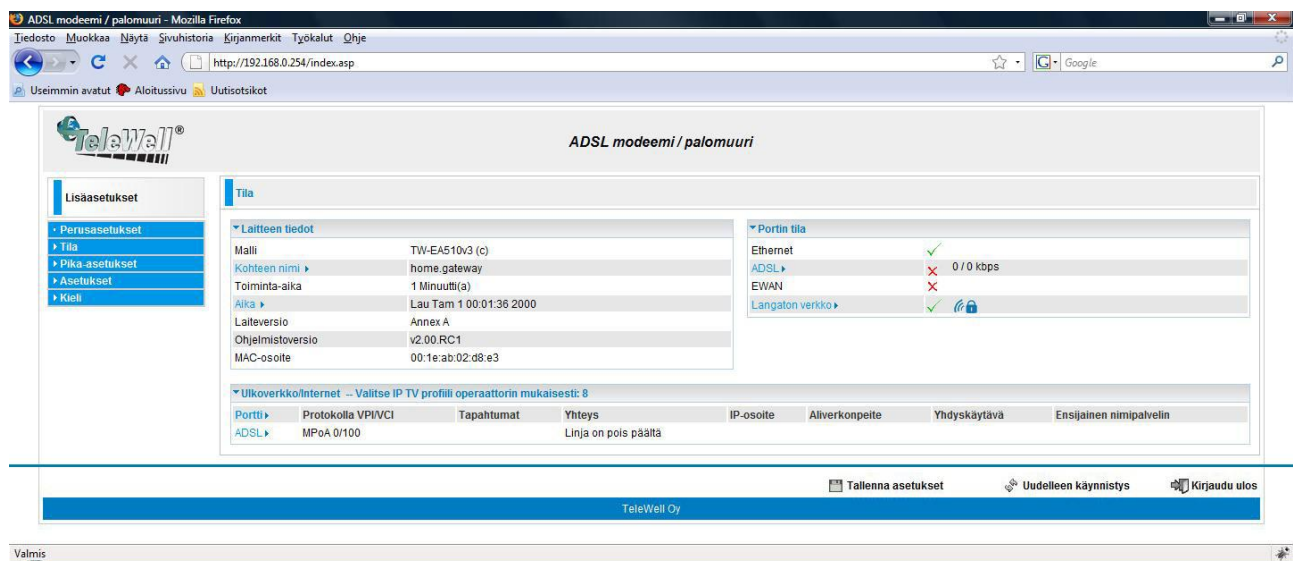 ADSL modeemi / palomuuri - Mozilla Firefox
Tiedosto Muokkaa Näytä Sivuhistoria Kirjanmerkit Työkalut Ohje
http://192.168.0.254/index.asp
G Google
Useimmin avatut Aloitussivu Uutisotsikot
TeleWell®
ADSL modeemi / palomuuri
Lisäasetukset
Perusasetukset
Tila
Pika-asetukset
Asetukset
Kieli
Tila
Laitteen tiedot
Malli TW-EA510v3 (c)
Kohteen nimi home.gateway
Toiminta-aika 1 Minuutti(a)
Aika Lau Tam 1 00:01:36 2000
Laiteversio Annex A
Ohjelmistoversio v2.00.RC1
MAC-osoite 00:1e:ab:02:d8:e3
Portin tila
Ethernet
ADSL 0 / 0 kbps
EWAN
Langaton verkko
Ulkoverkko/Internet -- Valitse IP TV profiili operaattorin mukaisesti: 8
Portti Protokolla VPI/VCI Tapahtumat Yhteys IP-osoite Aliverkonpeite Yhdyskäytävä Ensijainen nimipalvelin
ADSL MPoA 0/100 Linja on pois päältä
Tallenna asetukset Uudelleen käynnistys Kirjaudu ulos
TeleWell Oy
Valmis